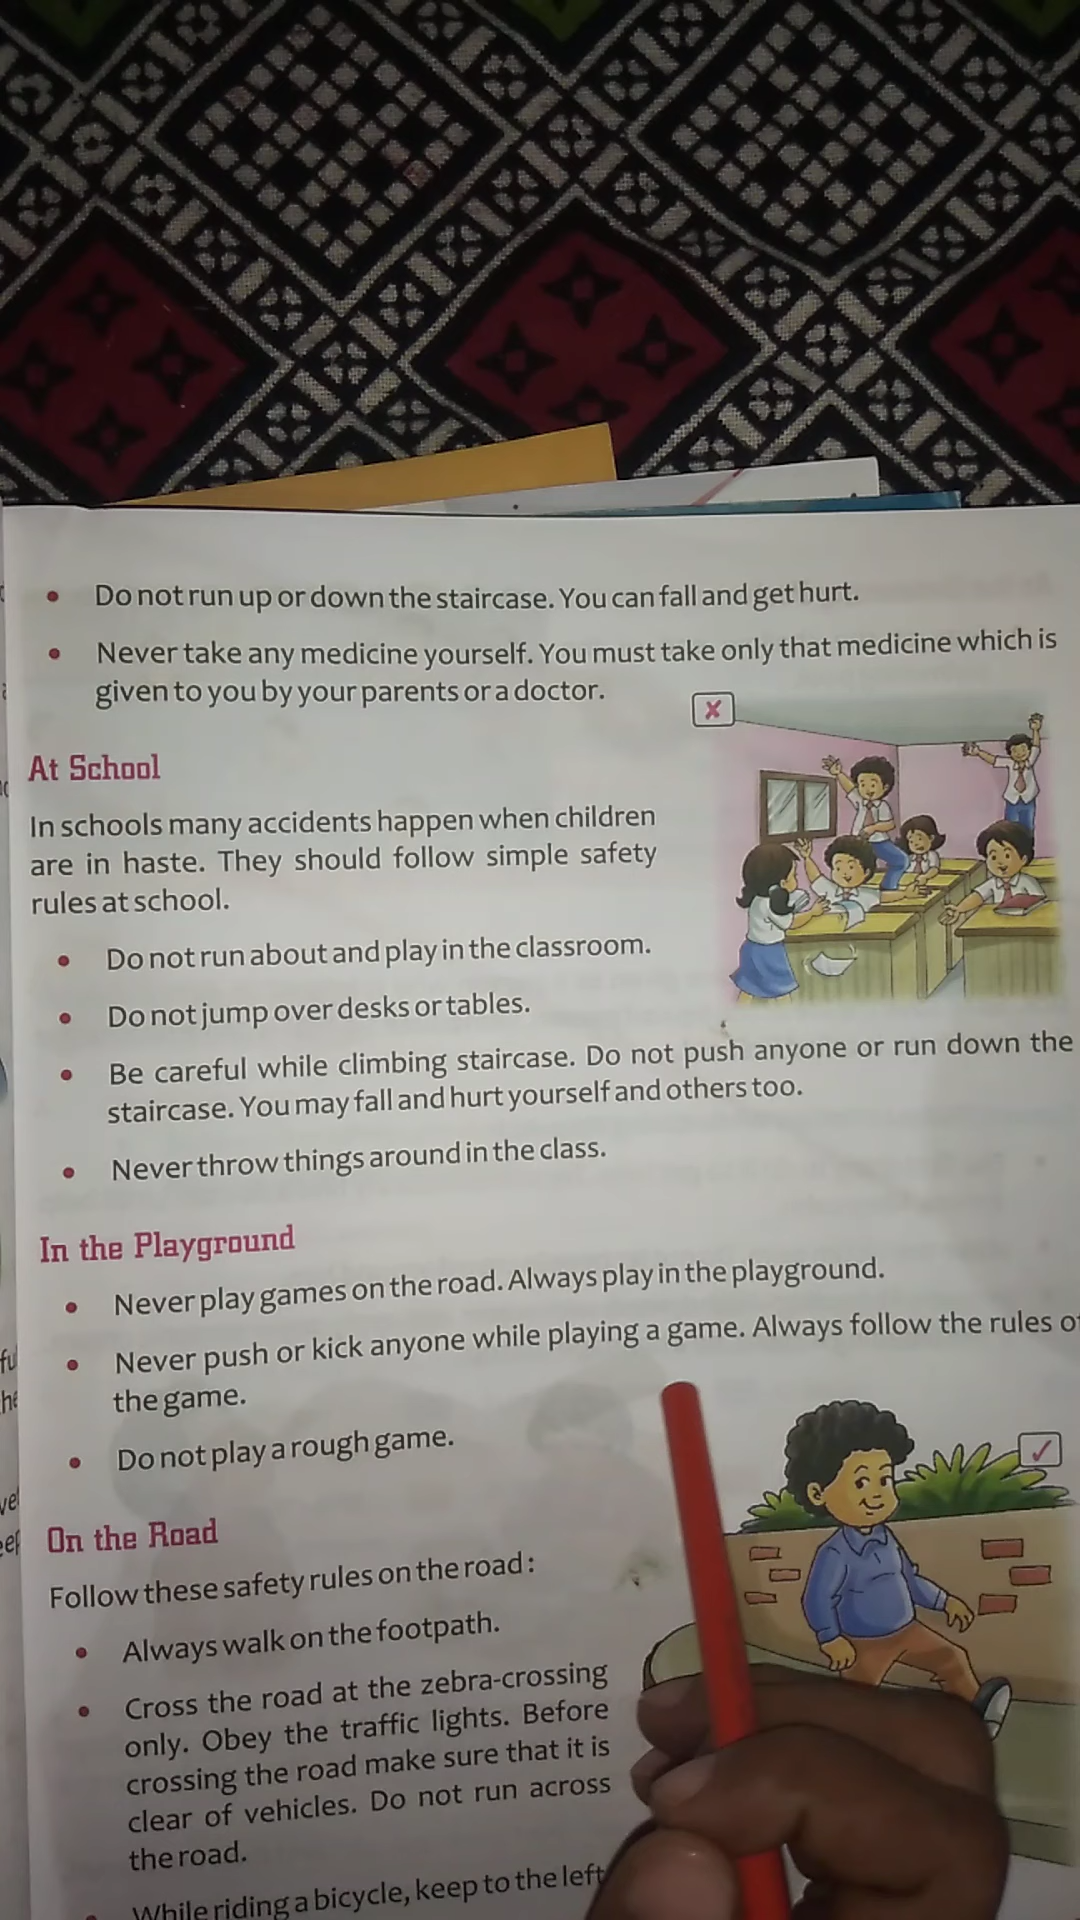 Do not run up or down the staircase. You can fall and get hurt.
Never take any medicine yourself. You must take only that medicine which is
given to you by your parents or a doctor.
At School
In schools many accidents happen when children
are in haste. They should follow simple safety
rules at school.
Do not run about and play in the classroom.
Do not jump over desks or tables.
Be careful while climbing staircase. Do not push anyone or run down the
staircase. You may fall and hurt yourself and others too.
Never throw things around in the class.
In the Playground
Never play games on the road. Always play in the playground.
Never push or kick anyone while playing a game. Always follow the rules
the game.
Do not play a rough game.
On the Road
Follow these safety rules on the road:
Always walk on the footpath.
Cross the road at the zebra-crossing
only. Obey the traffic lights. Before
crossing the road make sure that it is
clear of vehicles. Do not run across
the road.
While riding a bicycle, keep to the left